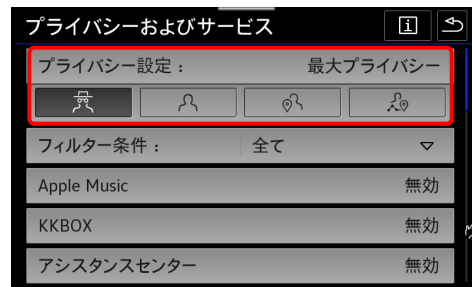 プライバシーおよびサービス
プライバシー設定： 最大プライバシー
フィルター条件： 全て
Apple Music 無効
KKBOX 無効
アシスタンスセンター 無効